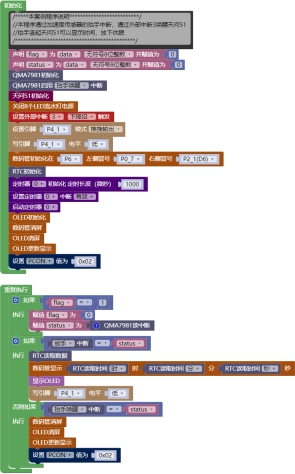 初始化
/*****本案例程序说明**********************/
//本程序通过加速度传感器的抬手中断、通过外部中断3唤醒天问51
//抬手竖起天问51可以显示时间、放下休眠
声明 flag 为 data 无符号8位整数 并赋值为 0
声明 status 为 data 无符号8位整数 并赋值为 0
QMA7981初始化
QMA7981启用 抬手唤醒 中断
天问51初始化
关闭8个LED流水灯电源
设置外部中断 3 下降沿 触发
设置引脚 P4_1 模式 推挽输出
写引脚 P4_1 电平 低
数码管初始化在 P6 左侧冒号 P0_7 右侧冒号 P2_1(D6)
RTC初始化
定时器 0 初始化 定时长度（微秒） 1000
设置定时器 0 中断 有效
启动定时器 0
OLED初始化
数码管清屏
OLED清屏
OLED更新显示
设置 PCON 值为 0x02
重复执行
如果 flag = 1
执行 赋值 flag 为 0
赋值 status 为 QMA7981读中断
如果 放手 中断 = status
执行 RTC读取数据
数码管显示 RTC读取时间 时 时 RTC读取时间 分 分 RTC读取时间 秒 秒
显示OLED
写引脚 P4_1 电平 低
否则如果 抬手唤醒 中断 = status
执行 数码管清屏
OLED清屏
OLED更新显示
设置 PCON 值为 0x02